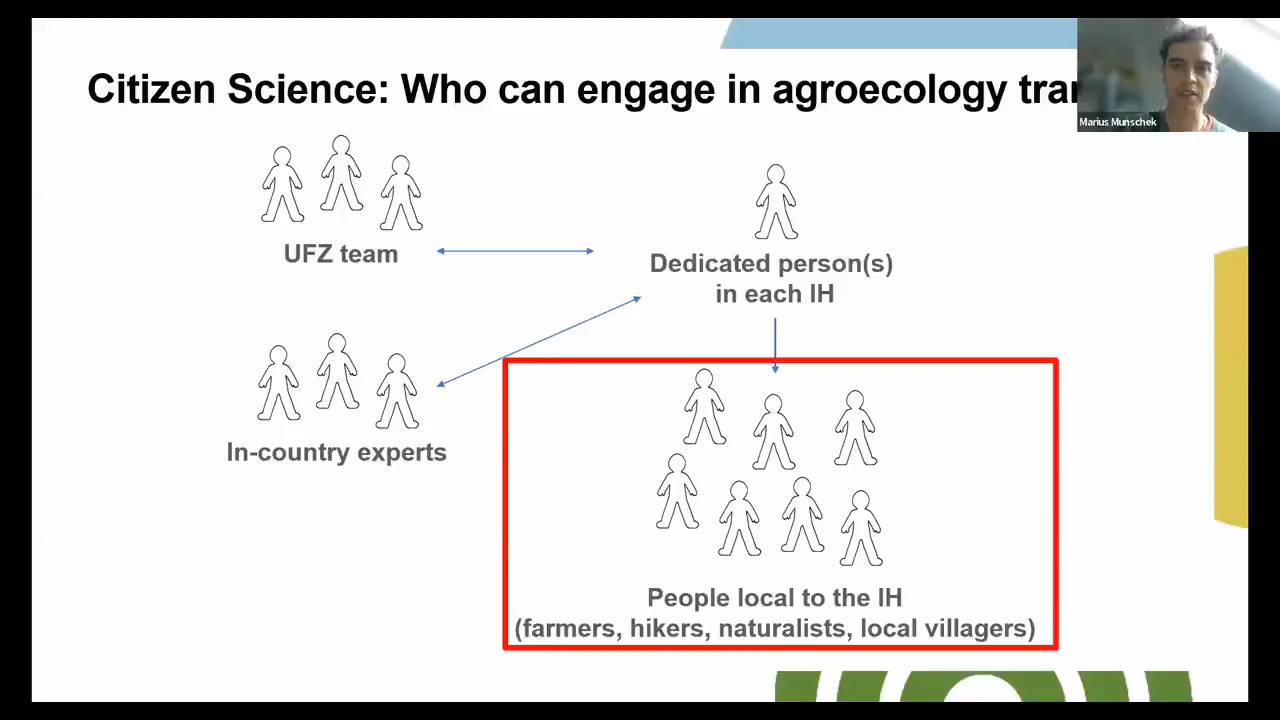 Citizen Science: Who can engage in agroecology
Marius Munschek
UFZ team
Dedicated person(s)
in each IH
In-country experts
People local to the IH
(farmers, hikers, naturalists, local villagers)